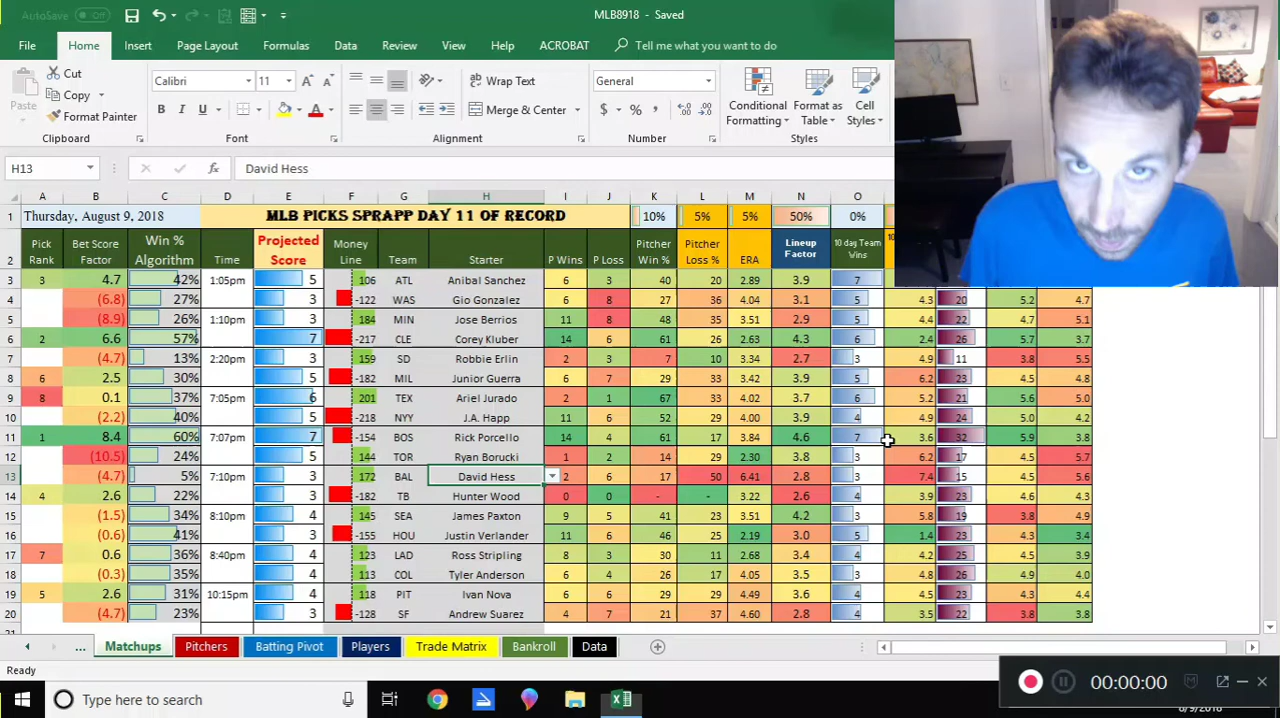 AutoSave Off MLB8918 - Saved
File Home Insert Page Layout Formulas Data Review View Help ACROBAT Tell me what you want to do
Paste Cut Copy Format Painter
Calibri 11 B I U
Wrap Text Merge & Center
General $ % ,
Conditional Formatting Format as Table Cell Styles
Clipboard Font Alignment Number Styles
H13 fx David Hess
A B C D E F G H I J K L M N O
1 Thursday, August 9, 2018 MLB PICKS SPRAPP DAY 11 OF RECORD 10% 5% 5% 50% 0%
2 Pick Rank Bet Score Factor Win % Algorithm Time Projected Score Money Line Team Starter P Wins P Loss Pitcher Win % Pitcher Loss % ERA Lineup Factor 10 day Team Wins
3 3 4.7 42% 1:05pm 5 106 ATL Anibal Sanchez 6 3 40 20 2.89 3.9 7
4 (6.8) 27% 3 -122 WAS Gio Gonzalez 6 8 27 36 4.04 3.1 5 4.3 20 5.2 4.7
5 (8.9) 26% 1:10pm 3 184 MIN Jose Berrios 11 8 48 35 3.51 2.9 5 4.4 22 4.7 5.1
6 2 6.6 57% 7 -217 CLE Corey Kluber 14 6 61 26 2.63 4.3 6 2.4 26 5.7 3.7
7 (4.7) 13% 2:20pm 3 159 SD Robbie Erlin 2 3 7 10 3.34 2.7 3 4.9 11 3.8 5.5
8 6 2.5 30% 5 -182 MIL Junior Guerra 6 7 29 33 3.42 3.9 5 6.2 23 4.5 4.8
9 8 0.1 37% 7:05pm 6 201 TEX Ariel Jurado 2 1 67 33 4.02 3.7 6 5.2 21 5.6 5.0
10 (2.2) 40% 5 -218 NYY J.A. Happ 11 6 52 29 4.00 3.9 4 4.9 24 5.0 4.2
11 1 8.4 60% 7:07pm 7 -154 BOS Rick Porcello 14 4 61 17 3.84 4.6 7 3.6 32 5.9 3.8
12 (10.5) 24% 5 144 TOR Ryan Borucki 1 2 14 29 2.30 3.8 3 6.2 17 4.5 5.7
13 (4.7) 5% 7:10pm 3 172 BAL David Hess 2 6 17 50 6.41 2.8 3 7.4 15 4.5 5.6
14 4 2.6 22% 3 -182 TB Hunter Wood 0 0 - - 3.22 2.6 4 3.9 23 4.6 4.3
15 (1.5) 34% 8:10pm 4 145 SEA James Paxton 9 5 41 23 3.51 4.2 3 5.8 19 3.8 4.9
16 (0.6) 41% 3 -155 HOU Justin Verlander 11 6 46 25 2.19 3.0 5 1.4 23 4.3 3.4
17 7 0.6 36% 8:40pm 4 123 LAD Ross Stripling 8 3 30 11 2.68 3.4 4 4.2 25 4.5 3.9
18 (0.3) 35% 4 113 COL Tyler Anderson 6 4 26 17 4.05 3.5 3 4.8 26 4.9 4.0
19 5 2.6 31% 10:15pm 4 118 PIT Ivan Nova 6 6 29 29 4.49 3.6 4 4.5 23 4.3 4.4
20 (4.7) 23% 3 -128 SF Andrew Suarez 4 7 21 37 4.60 2.8 4 3.5 22 3.8 3.8
... Matchups Pitchers Batting Pivot Players Trade Matrix Bankroll Data
Ready
00:00:00
Type here to search
8/9/2018